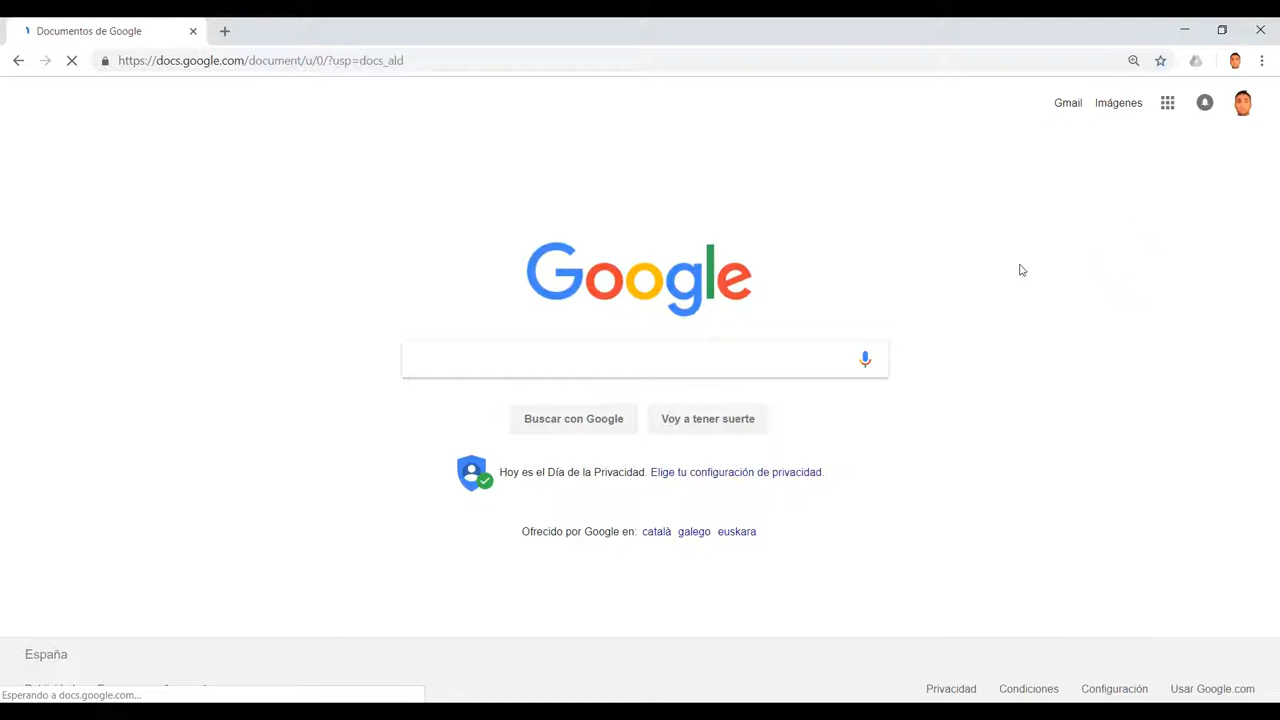 Documentos de Google
https://docs.google.com/document/u/0/?usp=docs_ald
Gmail Imágenes
Google
Buscar con Google Voy a tener suerte
Hoy es el Día de la Privacidad. Elige tu configuración de privacidad.
Ofrecido por Google en: català galego euskara
España
Esperando a docs.google.com...
Privacidad Condiciones Configuración Usar Google.com